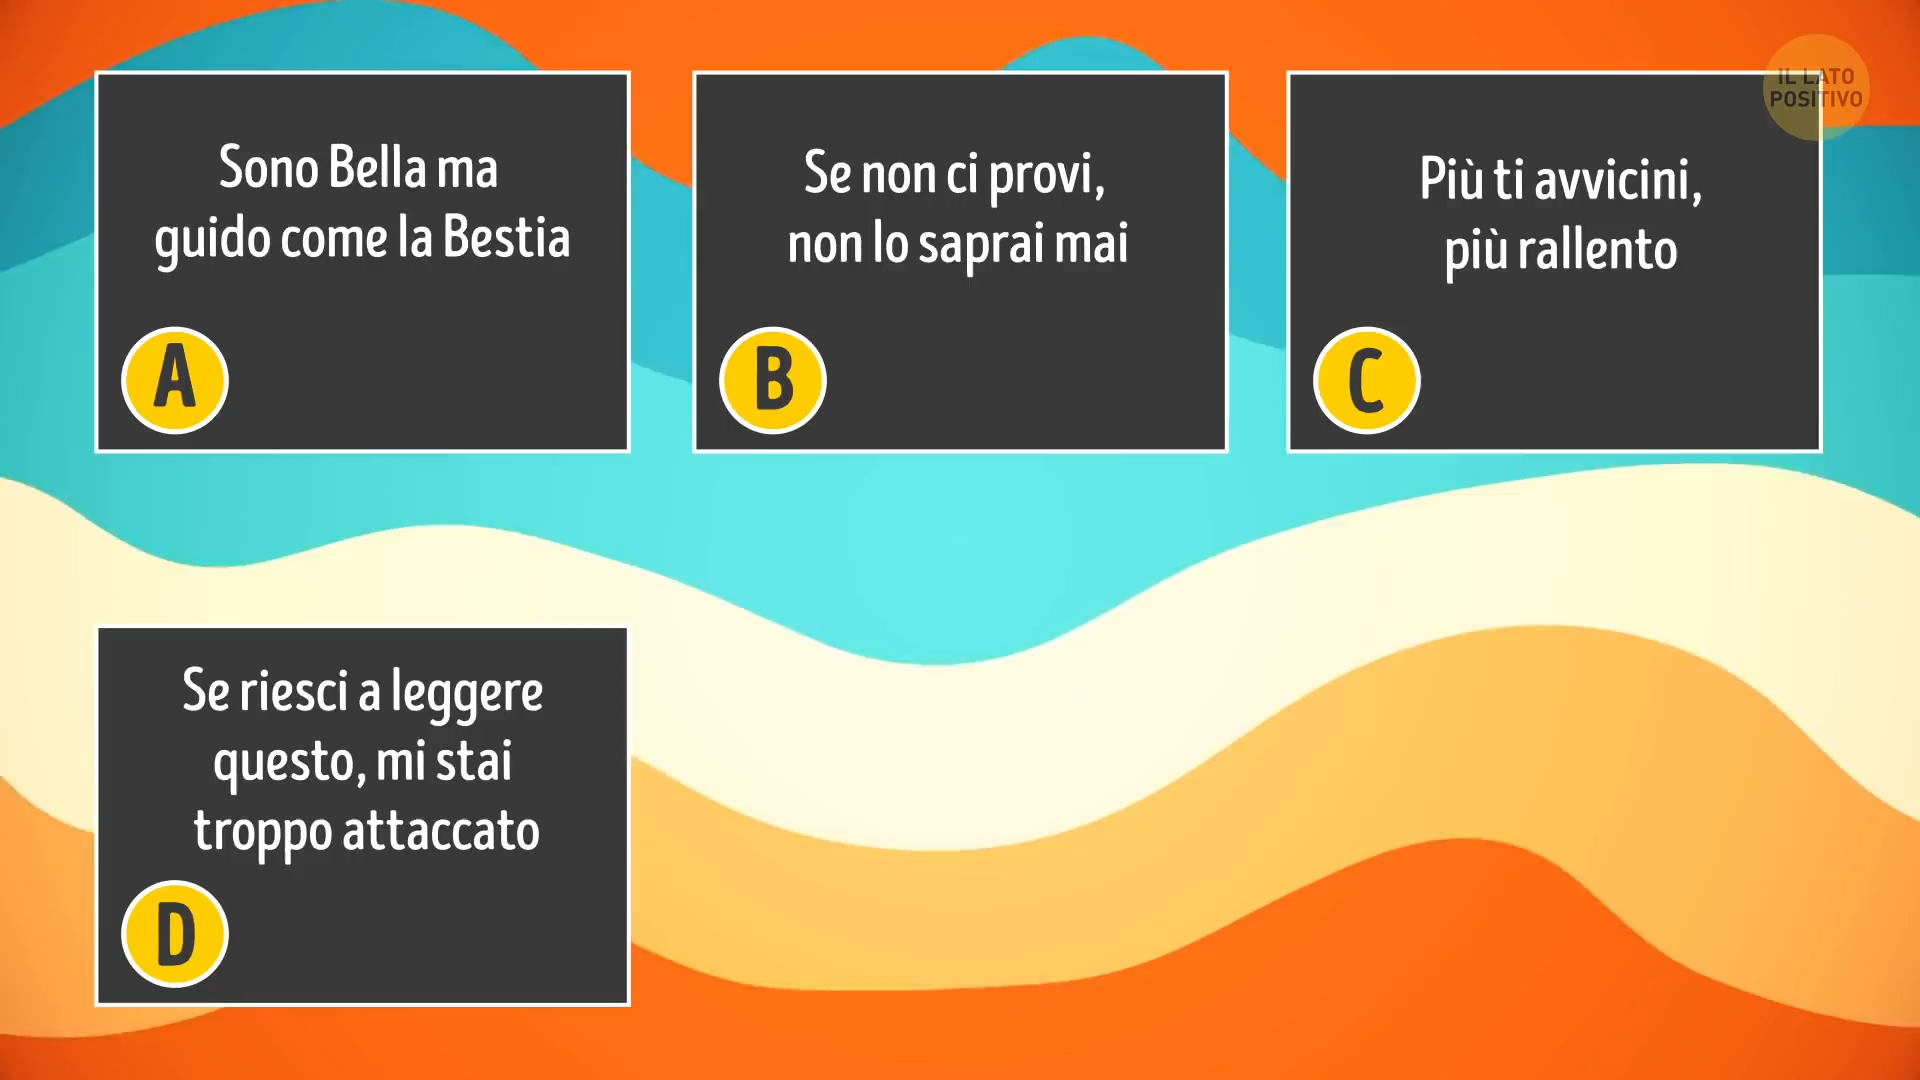 Sono Bella ma
guido come la Bestia
A
Se non ci provi,
non lo saprai mai
B
Più ti avvicini,
più rallento
C
IL LATO
POSITIVO
Se riesci a leggere
questo, mi stai
troppo attaccato
D